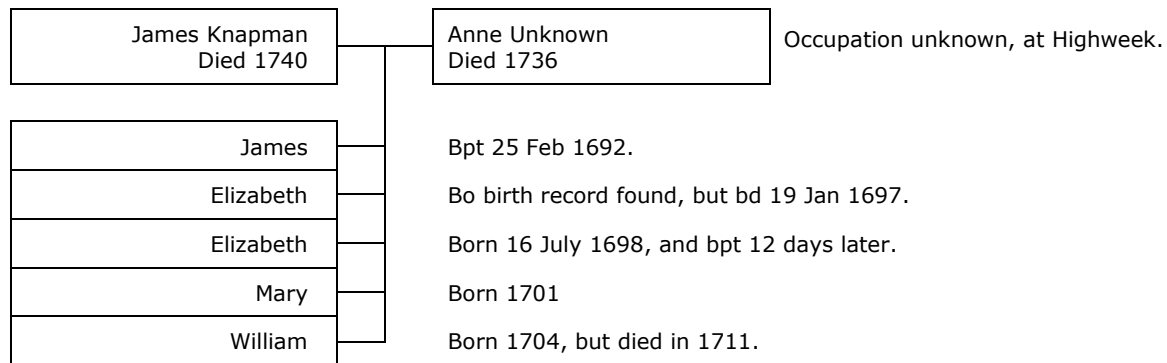 James Knapman
Died 1740
Anne Unknown
Died 1736
Occupation unknown, at Highweek.
James
Bpt 25 Feb 1692.
Elizabeth
Bo birth record found, but bd 19 Jan 1697.
Elizabeth
Born 16 July 1698, and bpt 12 days later.
Mary
Born 1701
William
Born 1704, but died in 1711.